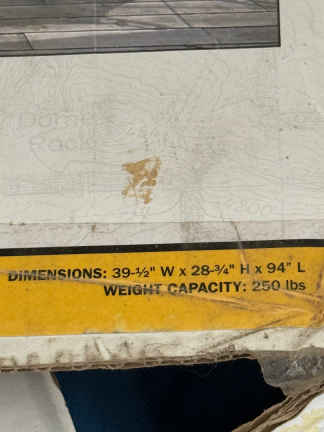 DIMENSIONS: 39-½" W x 28-¾" H x 94" L
WEIGHT CAPACITY: 250 lbs